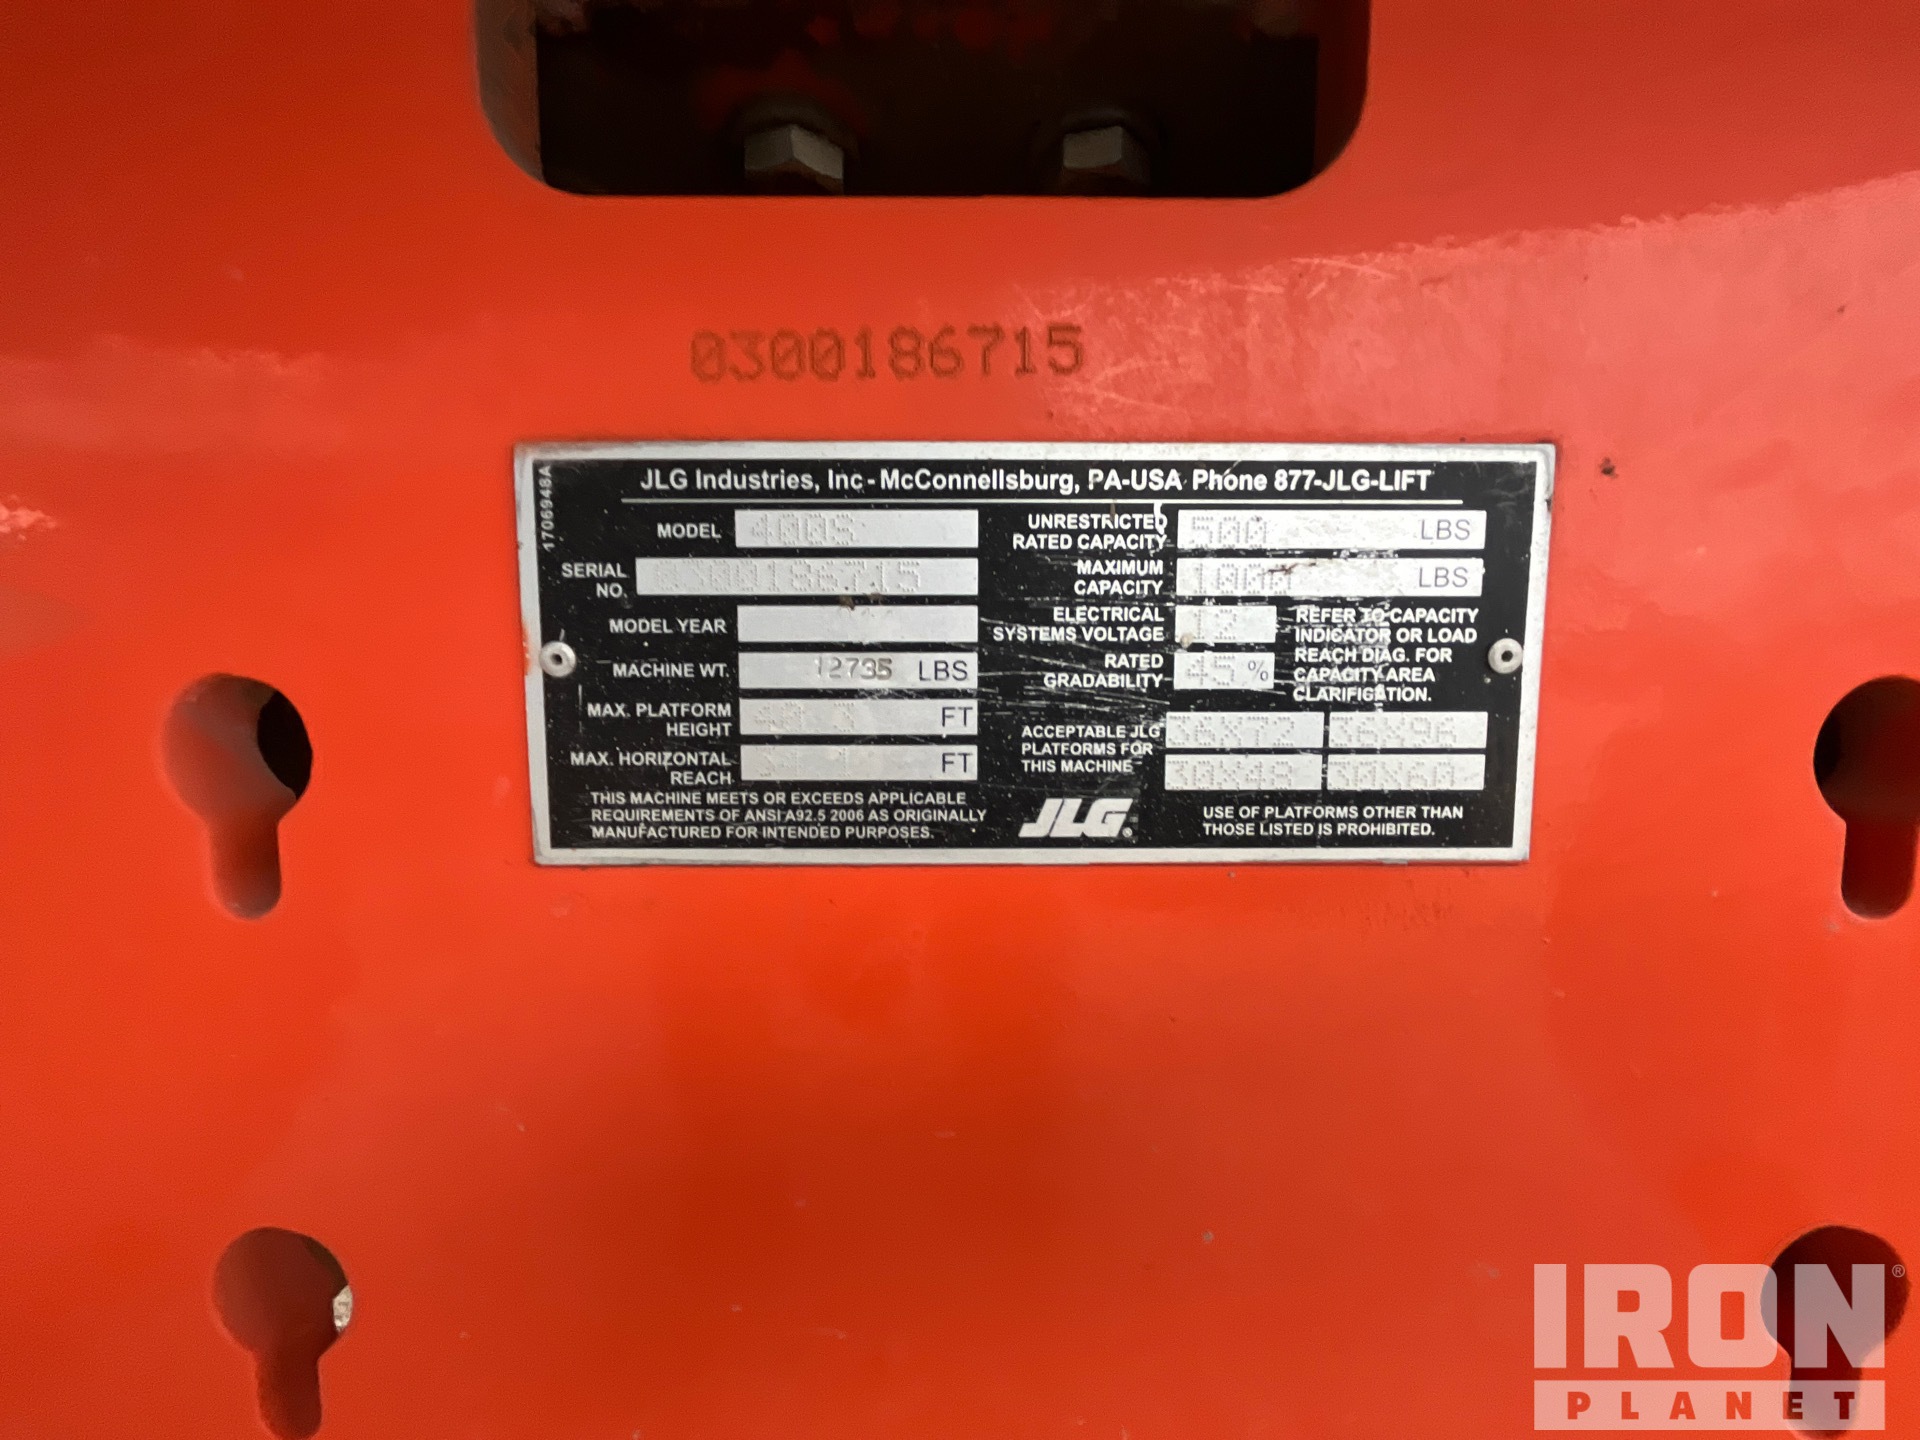 0300186715
JLG Industries, Inc - McConnellsburg, PA-USA Phone 877-JLG-LIFT
1706948A
MODEL 400S
SERIAL NO. 0300186715
MODEL YEAR
MACHINE WT. 12735 LBS
MAX. PLATFORM HEIGHT FT
MAX. HORIZONTAL REACH FT
THIS MACHINE MEETS OR EXCEEDS APPLICABLE
REQUIREMENTS OF ANSI A92.5 2006 AS ORIGINALLY
MANUFACTURED FOR INTENDED PURPOSES.
UNRESTRICTED RATED CAPACITY 500 LBS
MAXIMUM CAPACITY 1000 LBS
ELECTRICAL SYSTEMS VOLTAGE 12
RATED GRADABILITY 45 %
REFER TO CAPACITY
INDICATOR OR LOAD
REACH DIAG. FOR
CAPACITY AREA
CLARIFICATION.
ACCEPTABLE JLG
PLATFORMS FOR
THIS MACHINE
36X72 36X96
30X48 30X60
JLG®
USE OF PLATFORMS OTHER THAN
THOSE LISTED IS PROHIBITED.
IRON®
PLANET